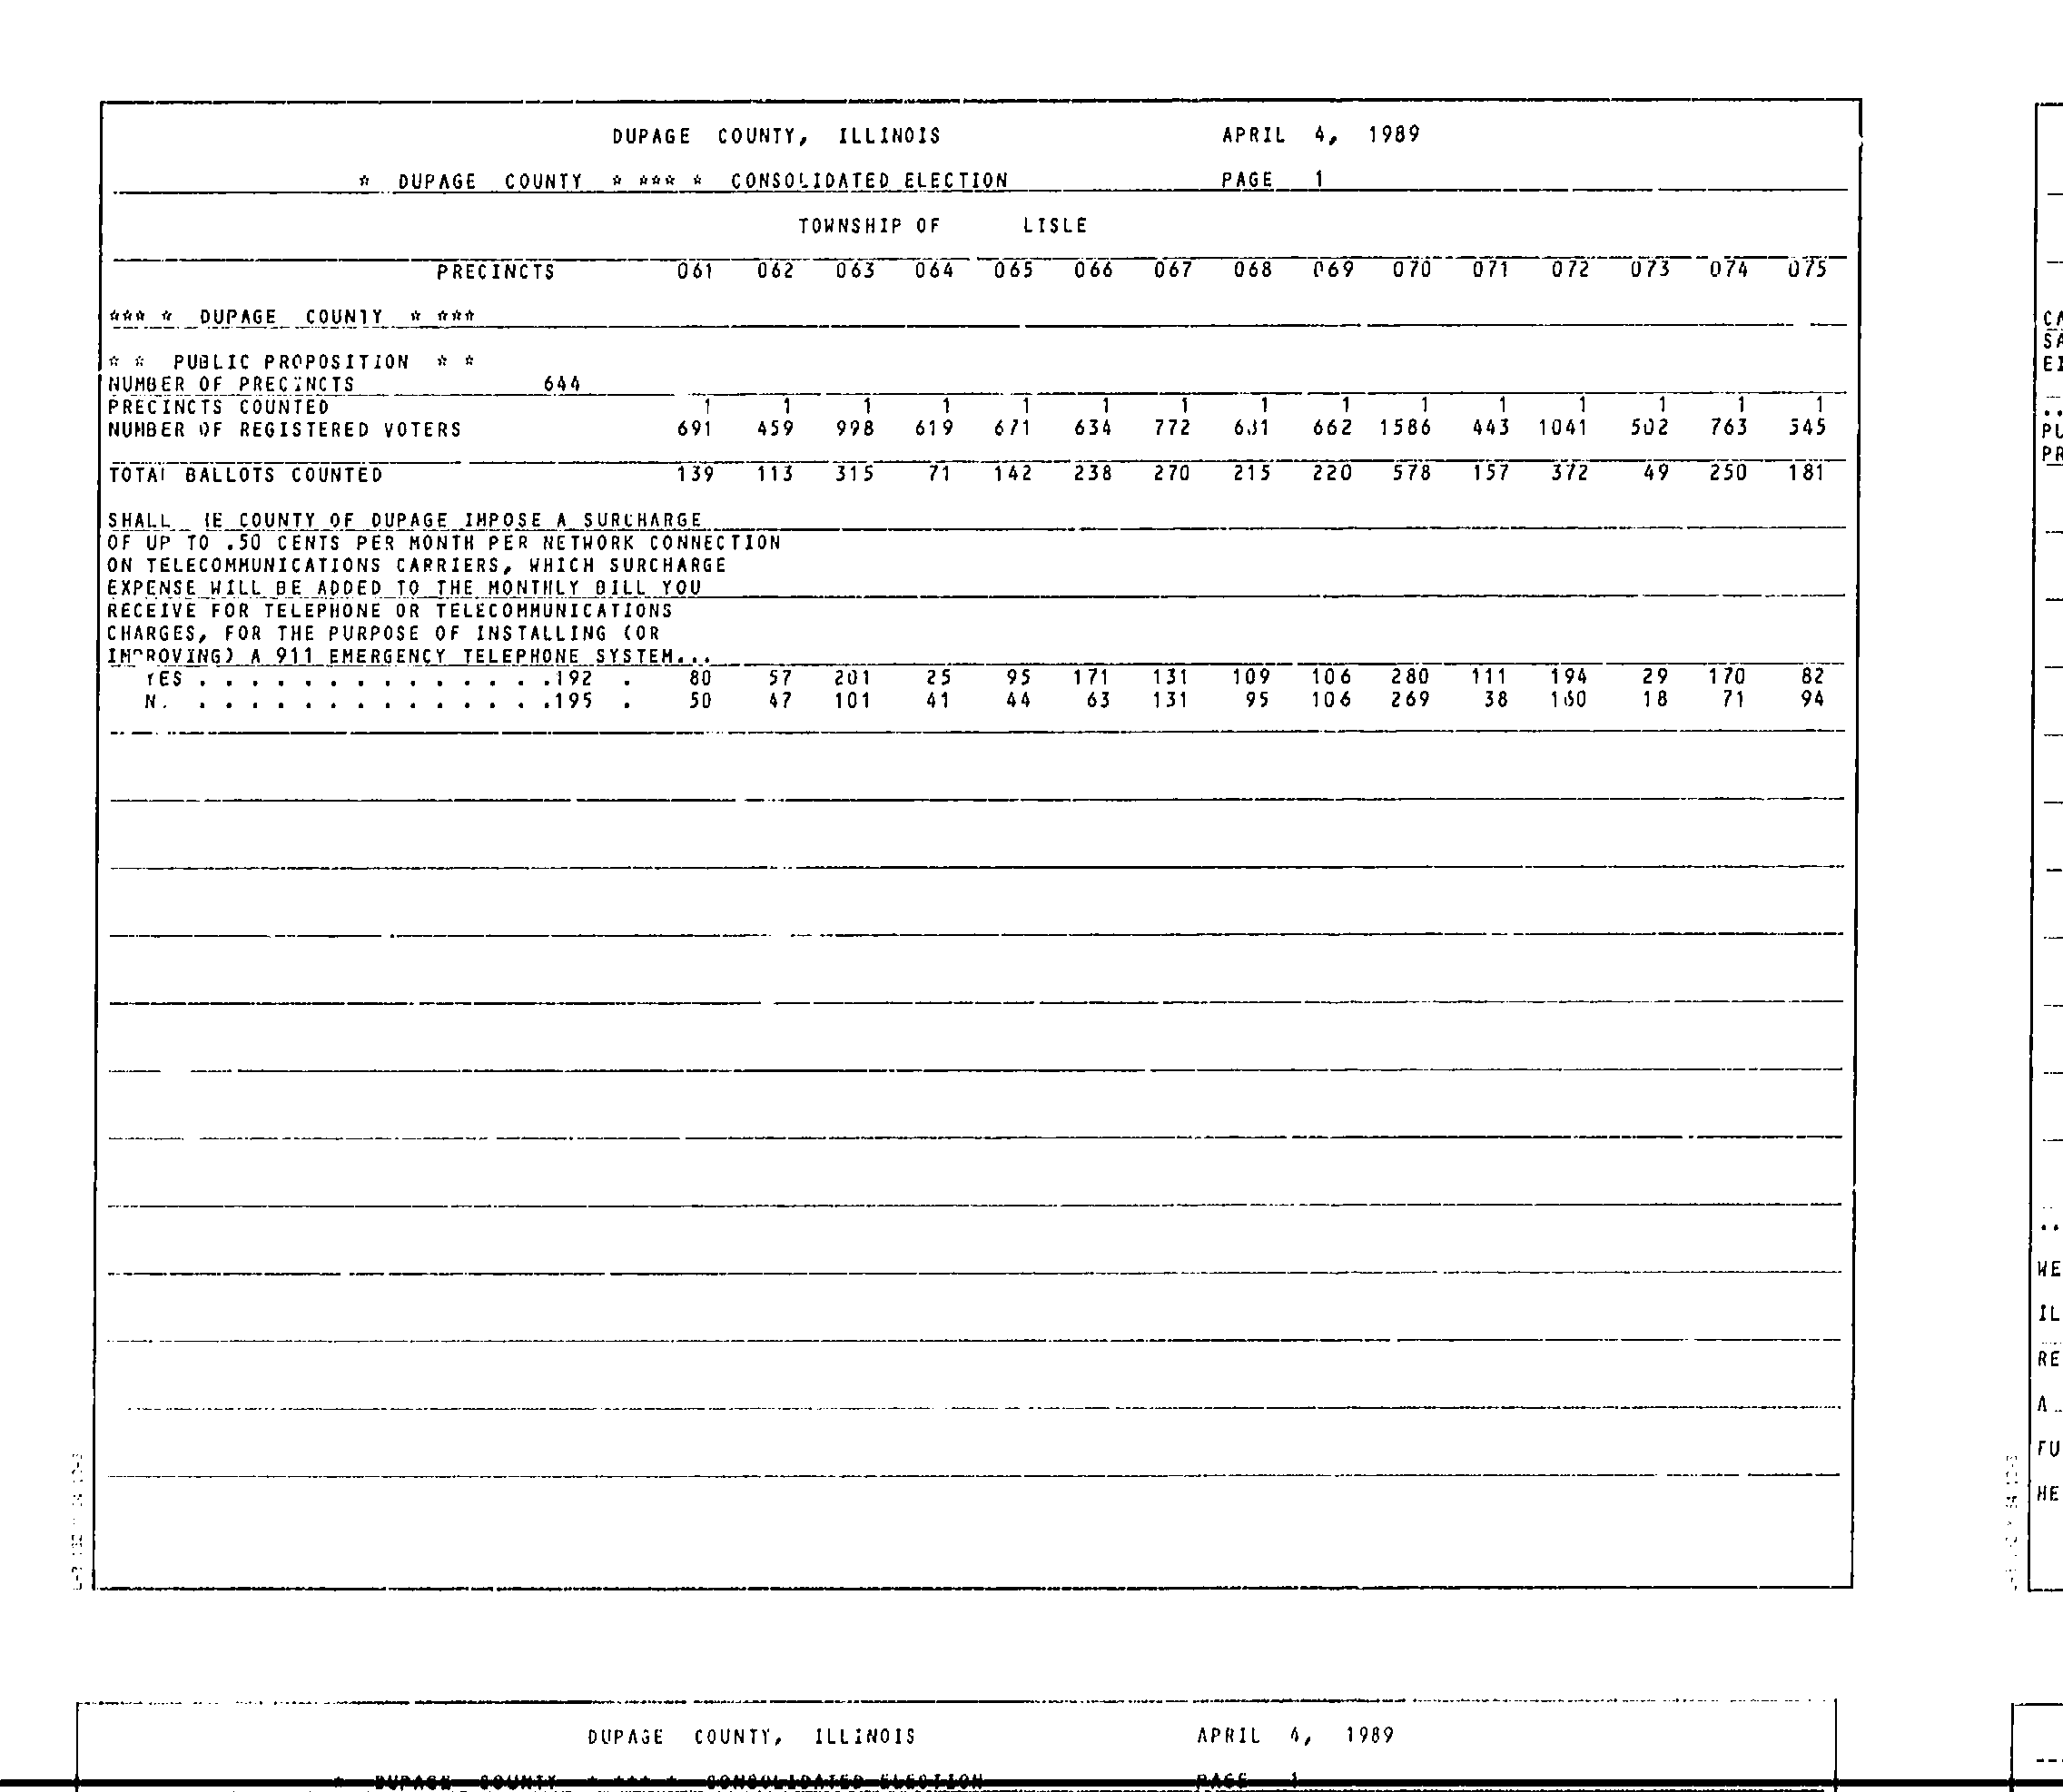 DUPAGE COUNTY, ILLINOIS APRIL 4, 1989
* DUPAGE COUNTY * *** * CONSOLIDATED ELECTION PAGE 1
TOWNSHIP OF LISLE
PRECINCTS 061 062 063 064 065 066 067 068 069 070 071 072 073 074 075
*** * DUPAGE COUNTY * ***
* * PUBLIC PROPOSITION * *
NUMBER OF PRECINCTS 644
PRECINCTS COUNTED 1 1 1 1 1 1 1 1 1 1 1 1 1 1 1
NUMBER OF REGISTERED VOTERS 691 459 998 619 671 634 772 662 1586 443 1041 502 763 345
TOTAL BALLOTS COUNTED 139 113 315 71 142 238 270 215 220 578 157 372 49 250 181
SHALL COUNTY OF DUPAGE IMPOSE A SURCHARGE
OF UP TO .50 CENTS PER MONTH PER NETWORK CONNECTION
ON TELECOMMUNICATIONS CARRIERS, WHICH SURCHARGE
EXPENSE WILL BE ADDED TO THE MONTHLY BILL YOU
RECEIVE FOR TELEPHONE OR TELECOMMUNICATIONS
CHARGES, FOR THE PURPOSE OF INSTALLING (OR
IMPROVING) A 911 EMERGENCY TELEPHONE SYSTEM...
YES . . . . . . . . . . . . . .192 . 80 57 201 25 95 171 131 109 106 280 111 194 29 170 82
. . . . . . . . . . . . . .195 . 50 47 101 41 44 63 131 95 106 269 38 160 18 71 94
CA
SA
EI
..
PU
PR
..
WE
IL
RE
A
FU
HE
DUPAGE COUNTY, ILLINOIS APRIL 4, 1989
* DUPAGE COUNTY * *** * CONSOLIDATED ELECTION PAGE 1